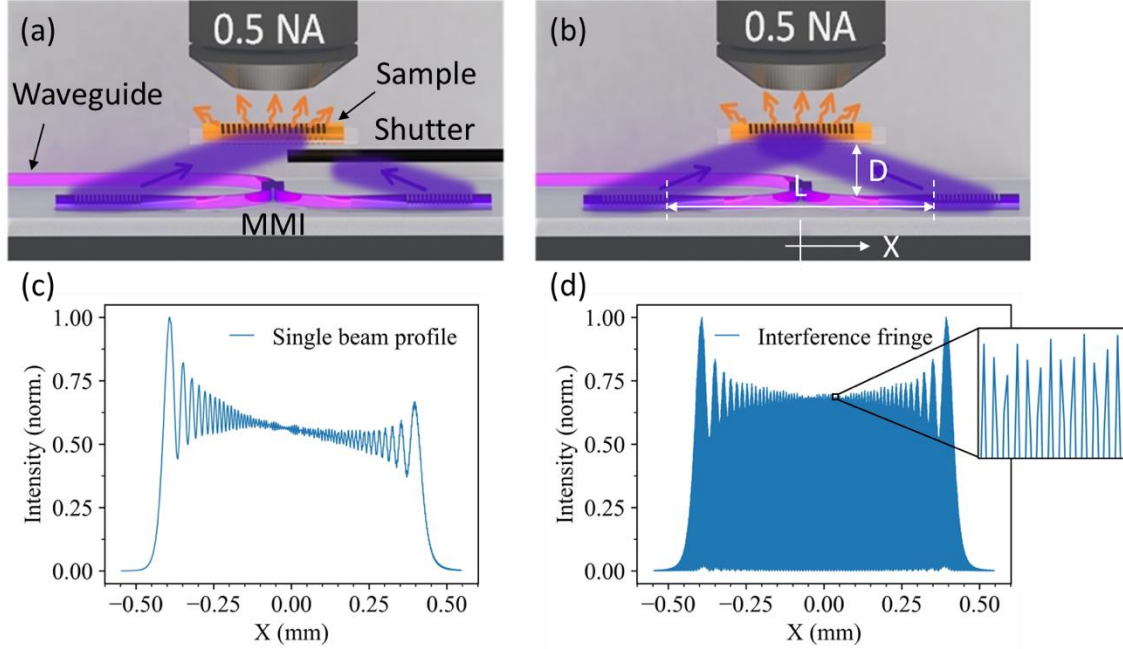 (a)
0.5 NA
Sample
Waveguide
Shutter
MMI
(b)
0.5 NA
D
L
X
(c)
1.00
0.75
0.50
0.25
0.00
Intensity (norm.)
Single beam profile
−0.50 −0.25 0.00 0.25 0.50
X (mm)
(d)
1.00
0.75
0.50
0.25
0.00
Intensity (norm.)
Interference fringe
−0.50 −0.25 0.00 0.25 0.50
X (mm)